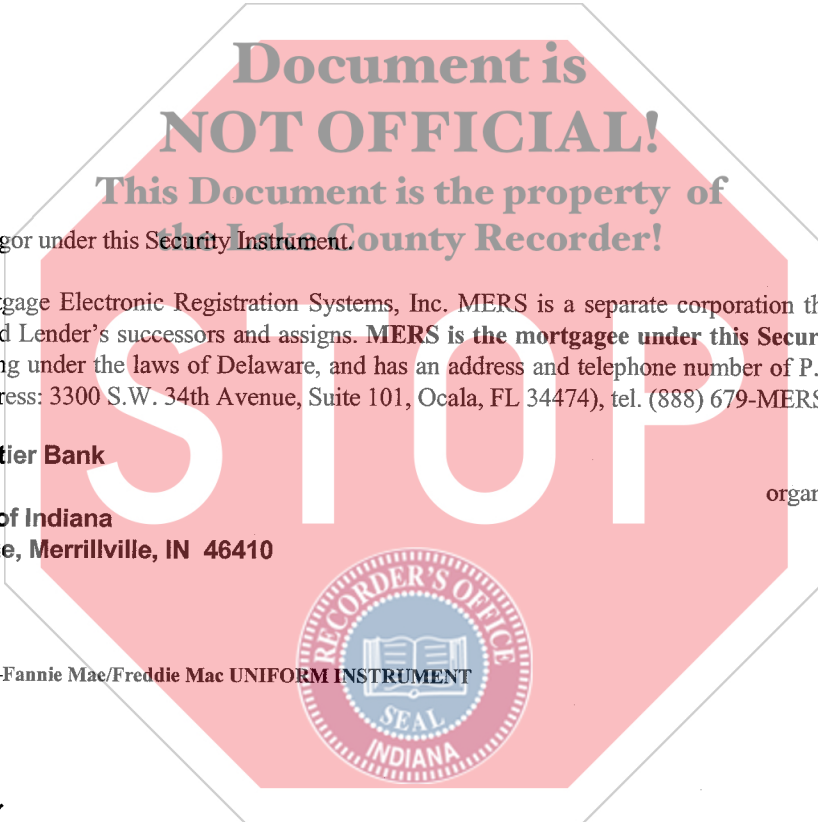 Document is
NOT OFFICIAL!
This Document is the property of
the Lake County Recorder!
gor under this Security Instrument.
gage Electronic Registration Systems, Inc. MERS is a separate corporation th
d Lender's successors and assigns. MERS is the mortgagee under this Secur
ng under the laws of Delaware, and has an address and telephone number of P.
ress: 3300 S.W. 34th Avenue, Suite 101, Ocala, FL 34474), tel. (888) 679-MERS
STOP
tier Bank
organ
of Indiana
e, Merrillville, IN 46410
RECORDER'S OFFICE
-Fannie Mae/Freddie Mac UNIFORM INSTRUMENT
SEAL
INDIANA